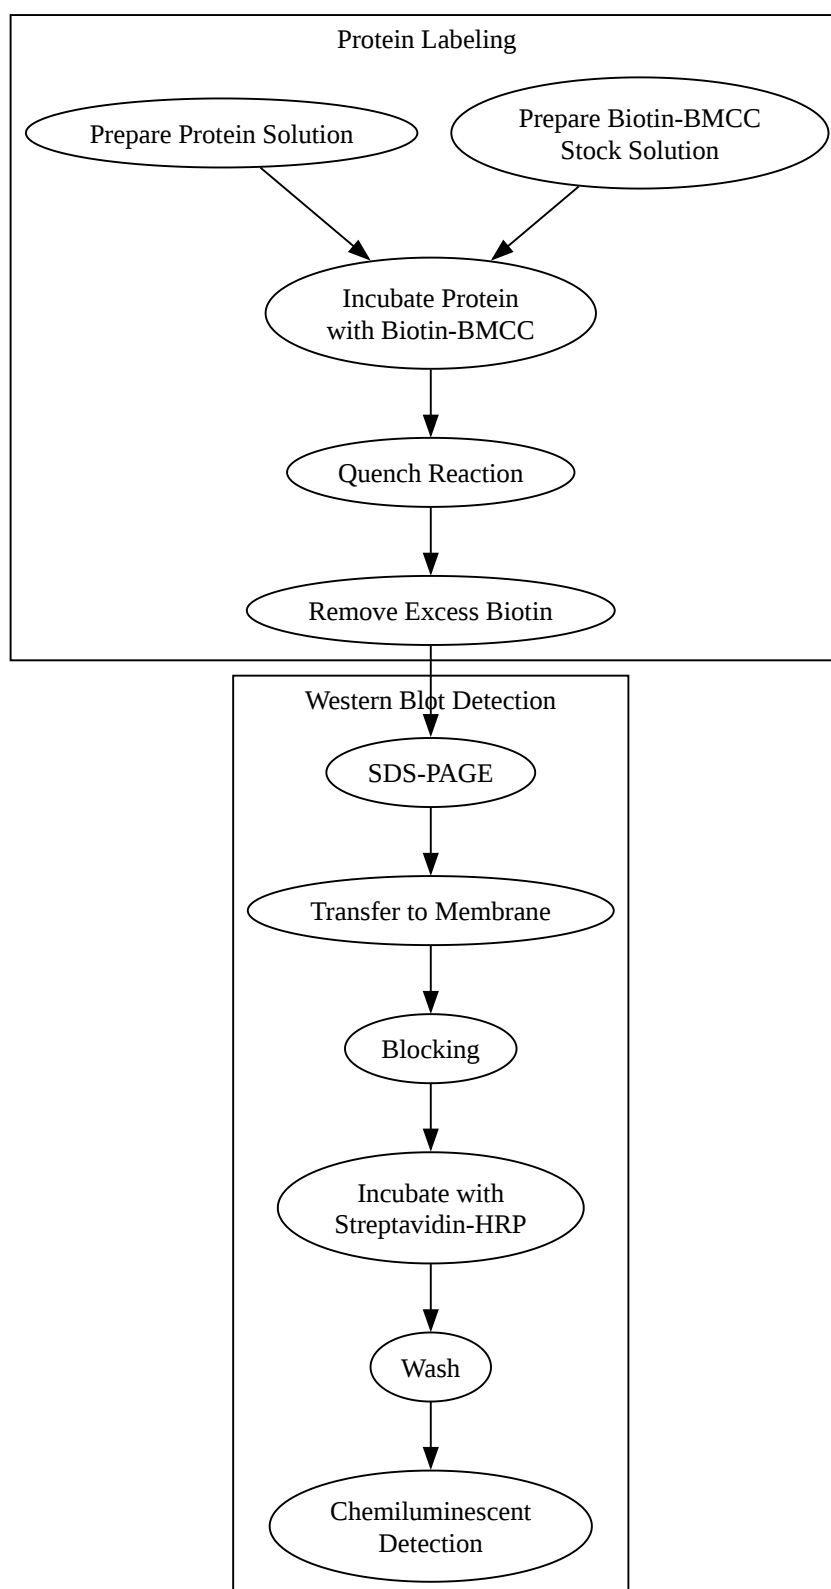 Protein Labeling
Prepare Protein Solution
Prepare Biotin-BMCC
Stock Solution
Incubate Protein
with Biotin-BMCC
Quench Reaction
Remove Excess Biotin
Western Blot Detection
SDS-PAGE
Transfer to Membrane
Blocking
Incubate with
Streptavidin-HRP
Wash
Chemiluminescent
Detection